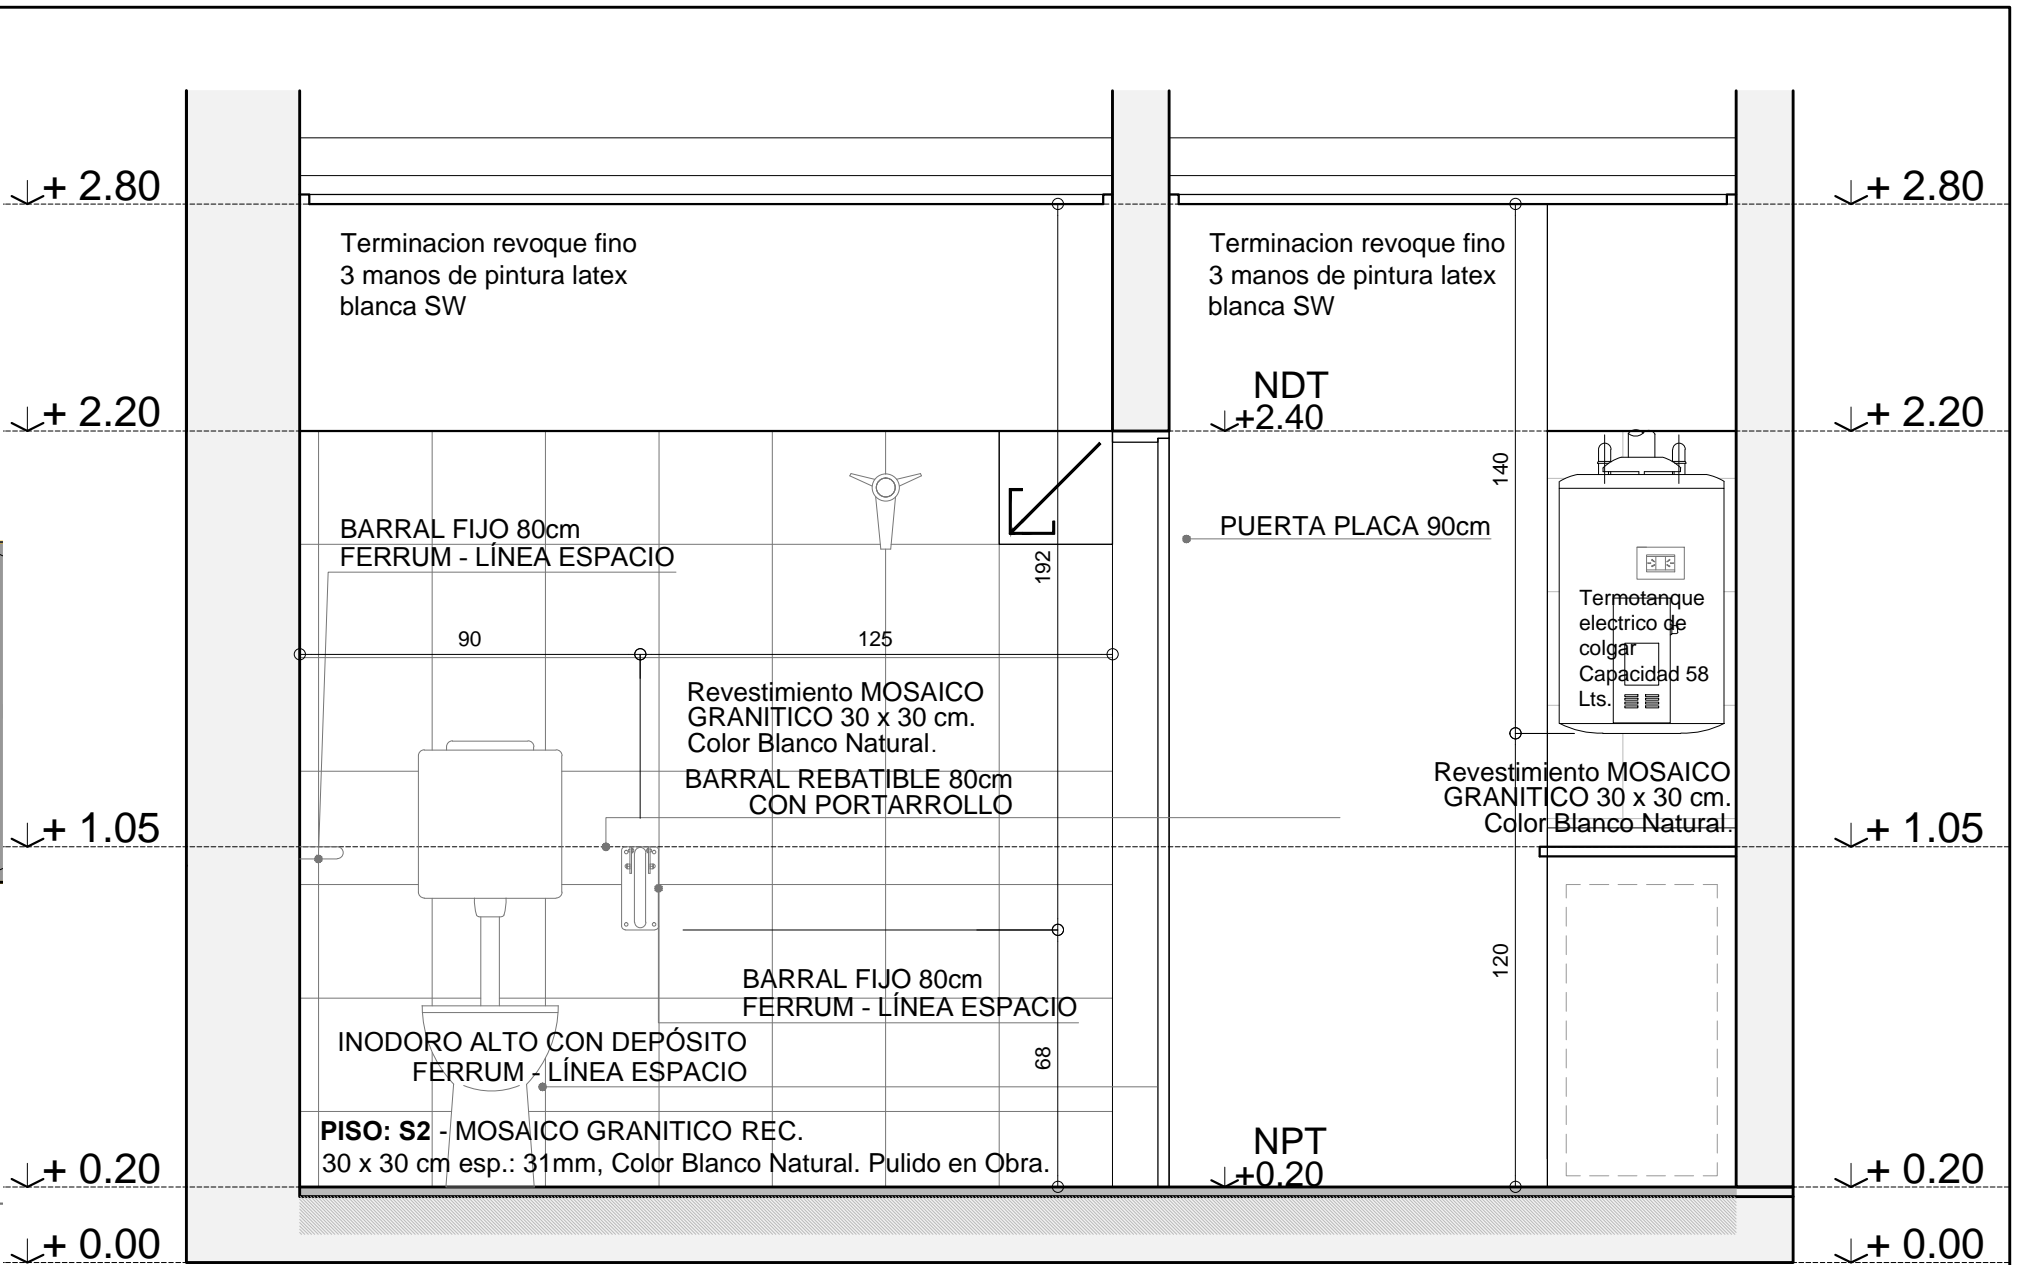 + 2.80
+ 2.80
Terminacion revoque fino
3 manos de pintura latex
blanca SW
Terminacion revoque fino
3 manos de pintura latex
blanca SW
NDT
+2.40
+ 2.20
+ 2.20
140
BARRAL FIJO 80cm
FERRUM - LÍNEA ESPACIO
192
PUERTA PLACA 90cm
Termotanque
electrico de
colgar
Capacidad 58
Lts.
90
125
Revestimiento MOSAICO
GRANITICO 30 x 30 cm.
Color Blanco Natural.
BARRAL REBATIBLE 80cm
CON PORTARROLLO
Revestimiento MOSAICO
GRANITICO 30 x 30 cm.
Color Blanco Natural.
+ 1.05
+ 1.05
120
BARRAL FIJO 80cm
FERRUM - LÍNEA ESPACIO
INODORO ALTO CON DEPÓSITO
FERRUM - LÍNEA ESPACIO
68
PISO: S2 - MOSAICO GRANITICO REC.
30 x 30 cm esp.: 31mm, Color Blanco Natural. Pulido en Obra.
NPT
+0.20
+ 0.20
+ 0.20
+ 0.00
+ 0.00